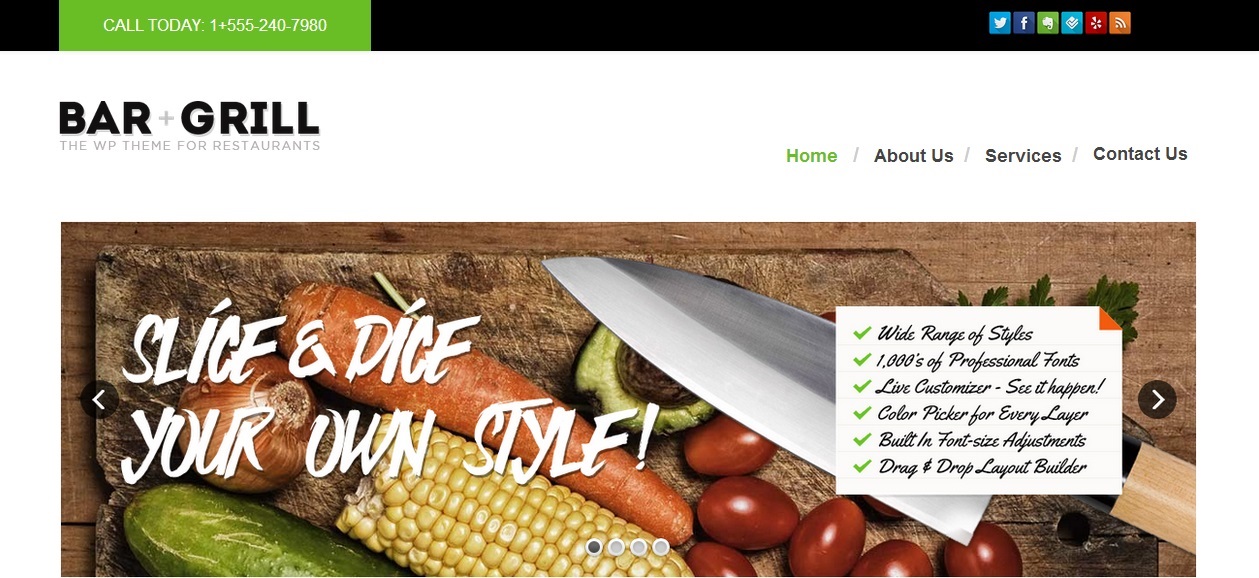 CALL TODAY: 1+555-240-7980
BAR + GRILL
THE WP THEME FOR RESTAURANTS
Home / About Us / Services / Contact Us
SLICE & DICE
YOUR OWN STYLE!
Wide Range of Styles
1,000's of Professional Fonts
Live Customizer - See it happen!
Color Picker for Every Layer
Built In Font-size Adjustments
Drag & Drop Layout Builder